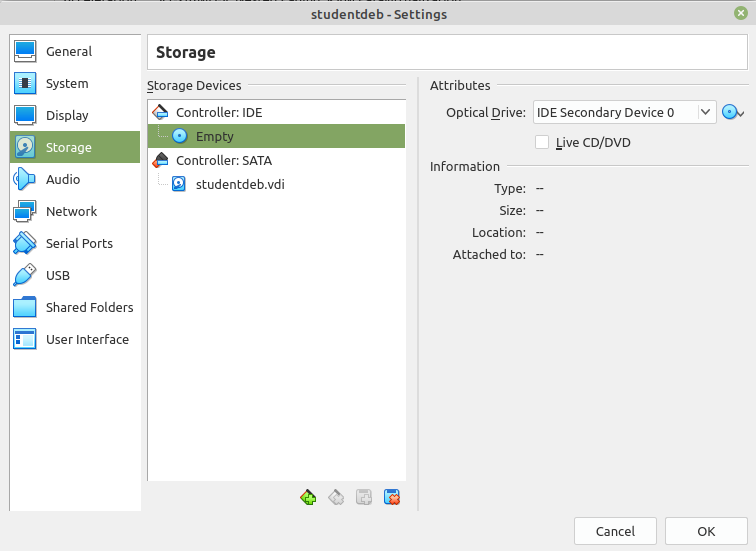 studentdeb - Settings
General
System
Display
Storage
Audio
Network
Serial Ports
USB
Shared Folders
User Interface
Storage
Storage Devices
Controller: IDE
Empty
Controller: SATA
studentdeb.vdi
Attributes
Optical Drive: IDE Secondary Device 0
Live CD/DVD
Information
Type: --
Size: --
Location: --
Attached to: --
Cancel OK